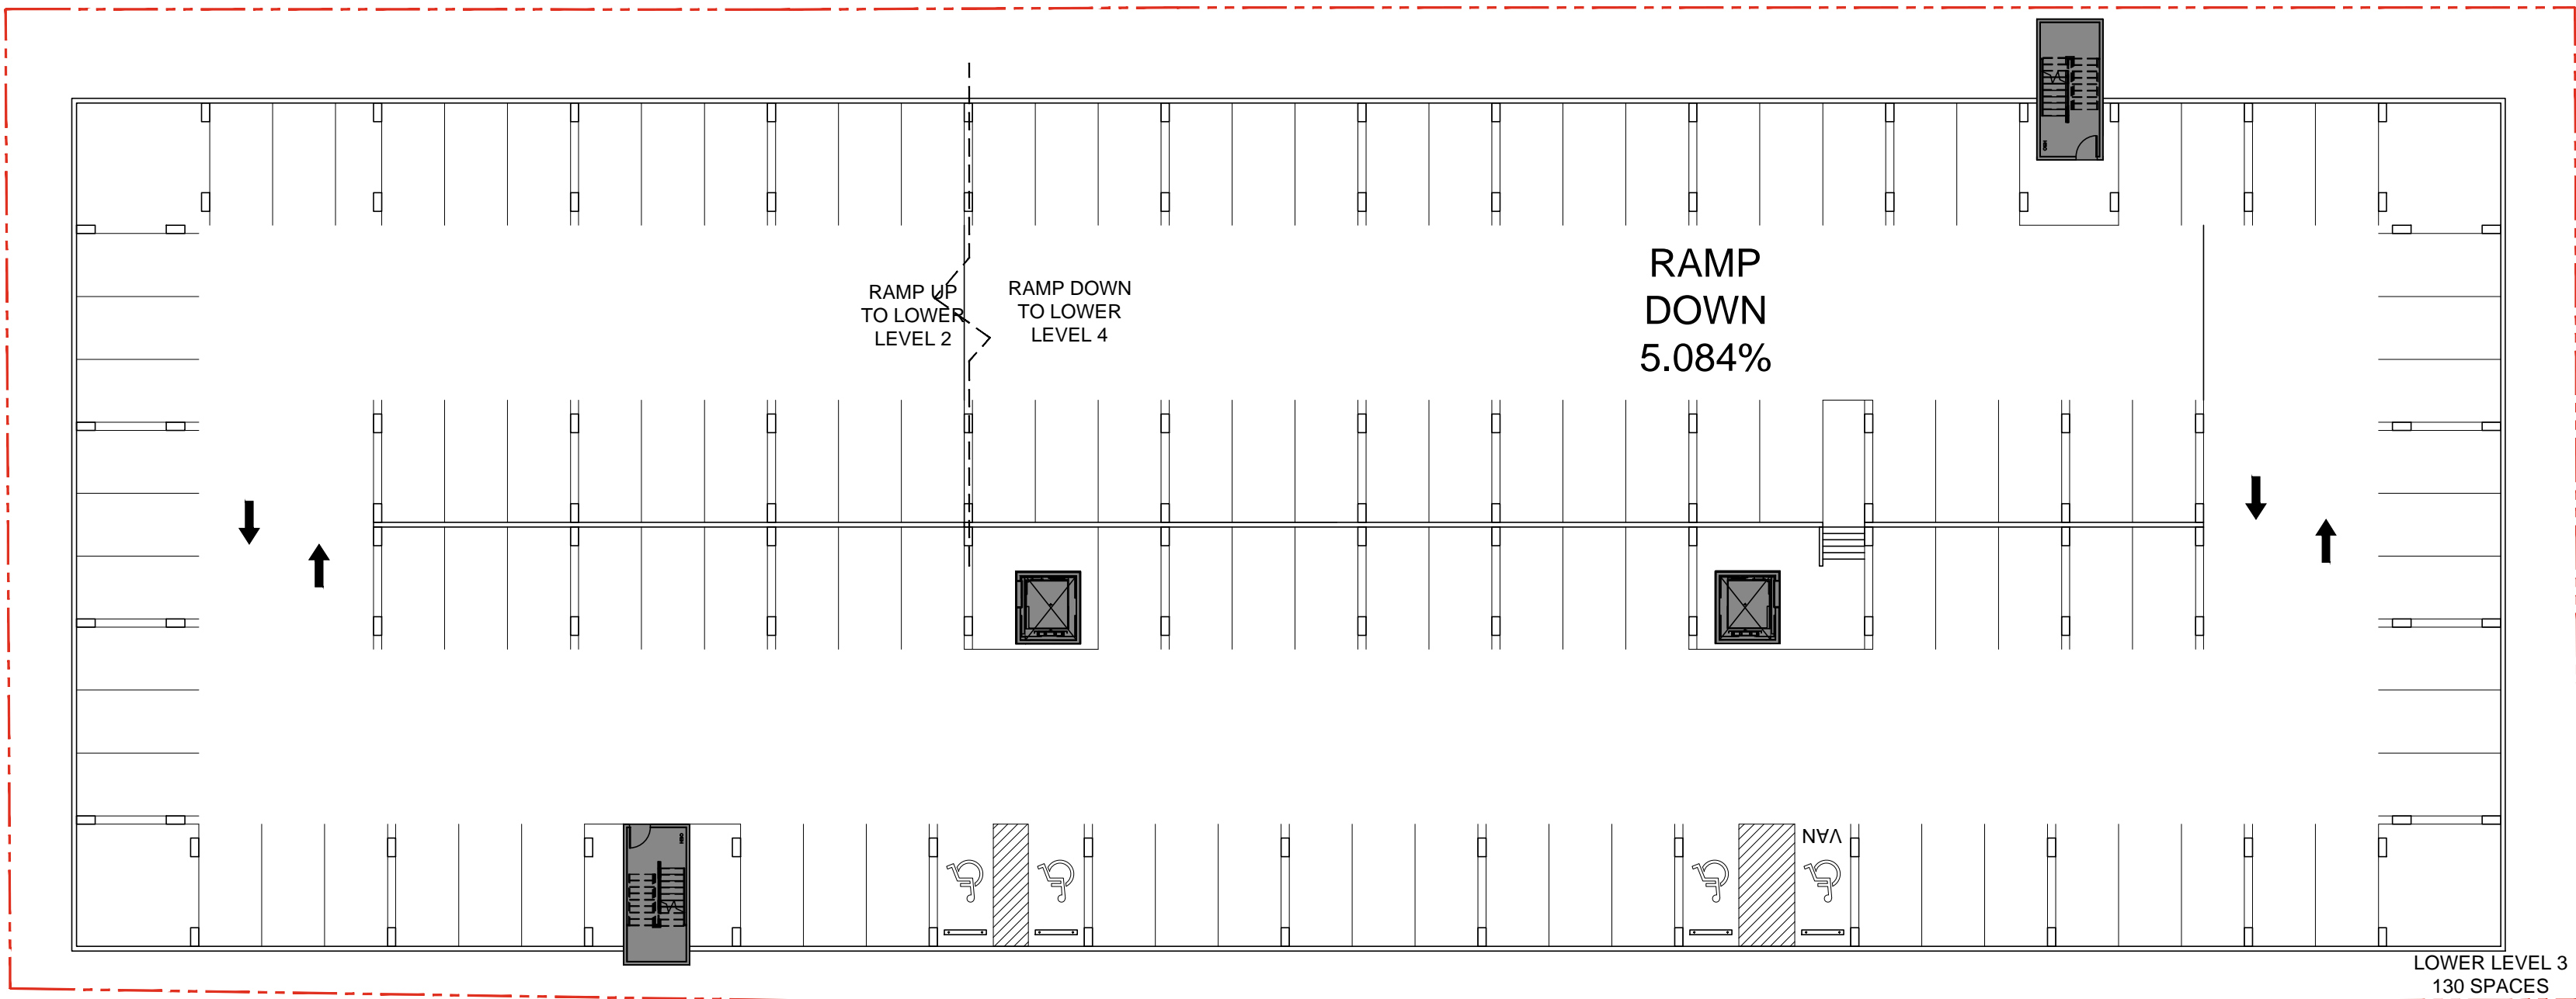 RAMP UP
TO LOWER
LEVEL 2
RAMP DOWN
TO LOWER
LEVEL 4
RAMP
DOWN
5.084%
VAN
LOWER LEVEL 3
130 SPACES